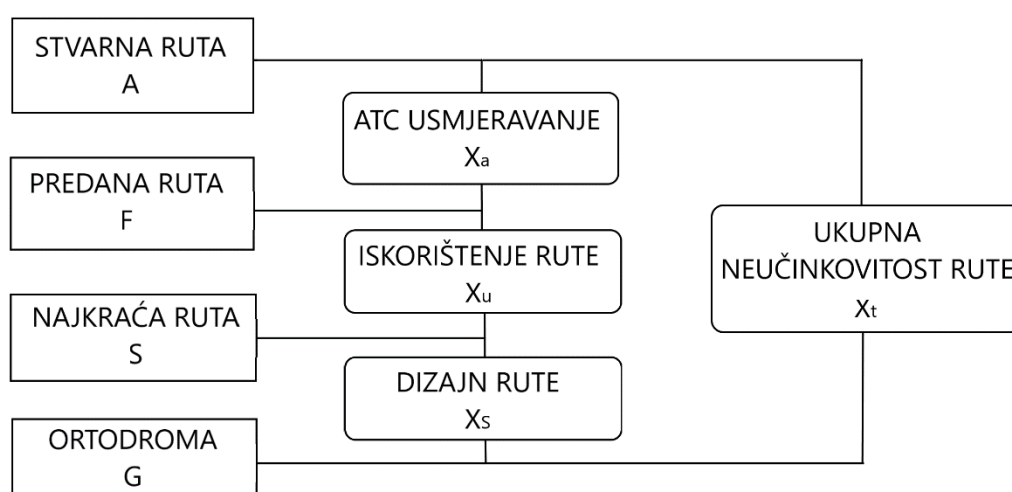 STVARNA RUTA
A
ATC USMJERAVANJE
Xa
PREDANA RUTA
F
ISKORIŠTENJE RUTE
Xu
UKUPNA
NEUČINKOVITOST RUTE
Xt
NAJKRAĆA RUTA
S
DIZAJN RUTE
XS
ORTODROMA
G